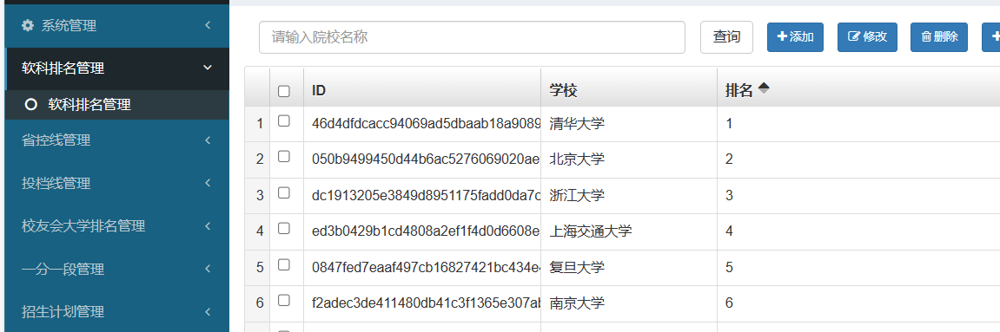 系统管理
软科排名管理
软科排名管理
省控线管理
投档线管理
校友会大学排名管理
一分一段管理
招生计划管理
请输入院校名称 查询 添加 修改 删除
ID 学校 排名
1 46d4dfdcacc94069ad5dbaab18a9089 清华大学 1
2 050b9499450d44b6ac5276069020ae 北京大学 2
3 dc1913205e3849d8951175fadd0da7c 浙江大学 3
4 ed3b0429b1cd4808a2ef1f4d0d6608e 上海交通大学 4
5 0847fed7eaaf497cb16827421bc434e4 复旦大学 5
6 f2adec3de411480db41c3f1365e307ab 南京大学 6